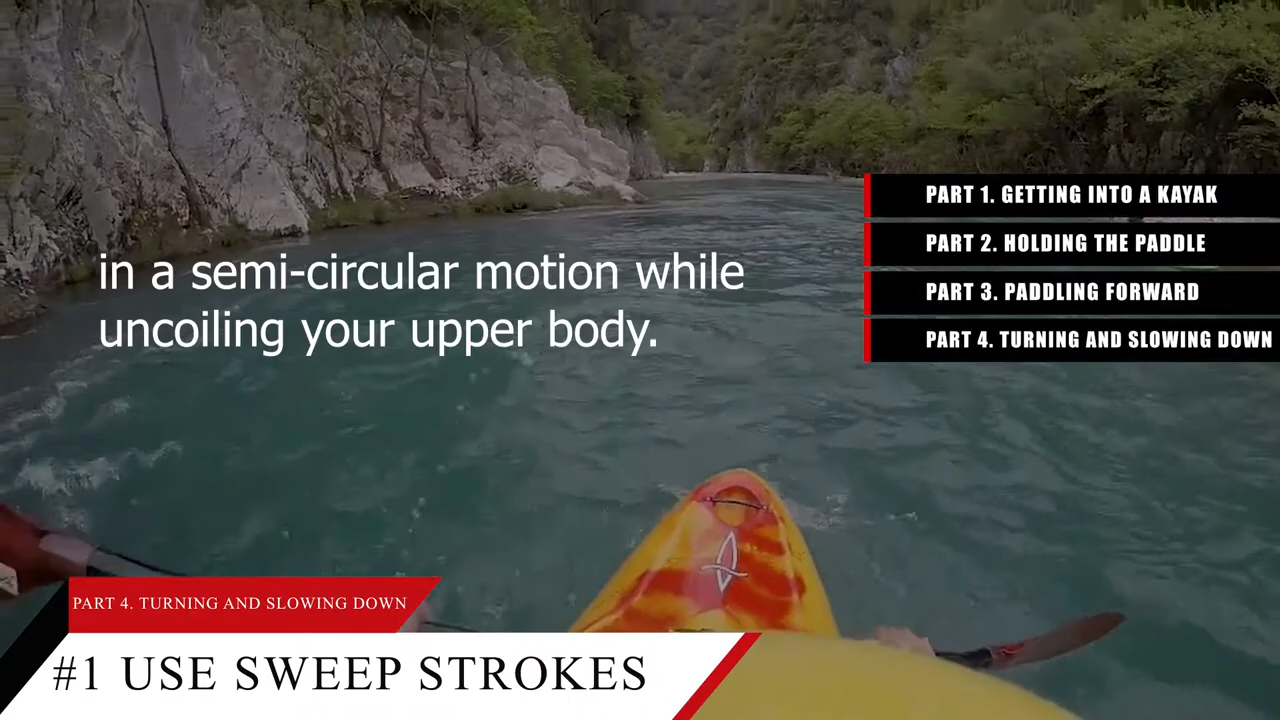 PART 1. GETTING INTO A KAYAK
PART 2. HOLDING THE PADDLE
PART 3. PADDLING FORWARD
PART 4. TURNING AND SLOWING DOWN
in a semi-circular motion while
uncoiling your upper body.
PART 4. TURNING AND SLOWING DOWN
#1 USE SWEEP STROKES